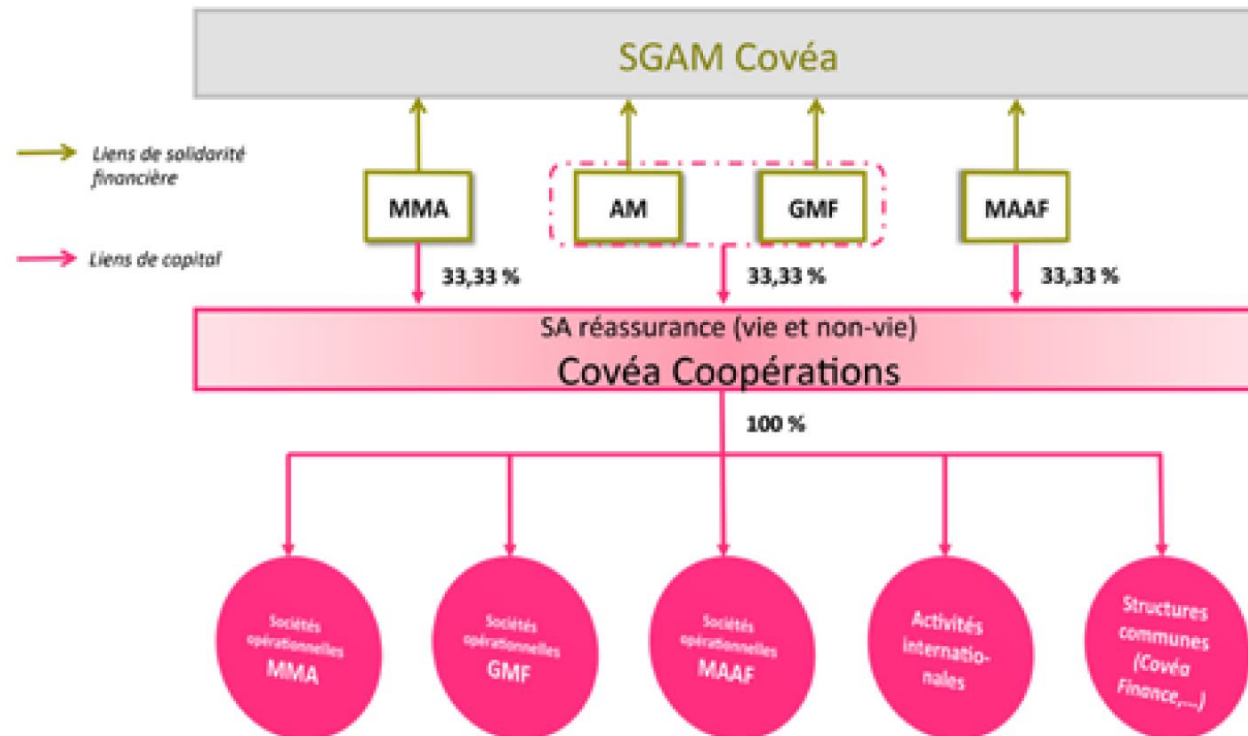 SGAM Covéa
Liens de solidarité
financière
MMA
AM
GMF
MAAF
Liens de capital
33,33 %
33,33 %
33,33 %
SA réassurance (vie et non-vie)
Covéa Coopérations
100 %
Sociétés
opérationnelles
MMA
Sociétés
opérationnelles
GMF
Sociétés
opérationnelles
MAAF
Activités
internatio-
nales
Structures
communes
(Covéa
Finance,...)